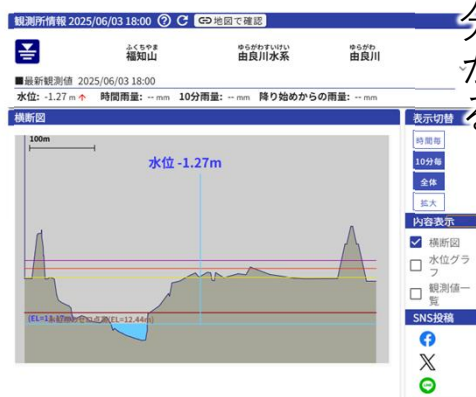 観測所情報 2025/06/03 18:00 ? 地図で確認
ふくちやま ゆらがわすいけい ゆらがわ
福知山 由良川水系 由良川
■最新観測値 2025/06/03 18:00
水位: -1.27 m ↑ 時間雨量: -- mm 10分雨量: -- mm 降り始めからの雨量: -- mm
横断図
100m
水位 -1.27m
(EL=12.44m)
表示切替
時間毎
10分毎
全体
拡大
内容表示
横断図
水位グラフ
観測値一覧
SNS投稿
LINE